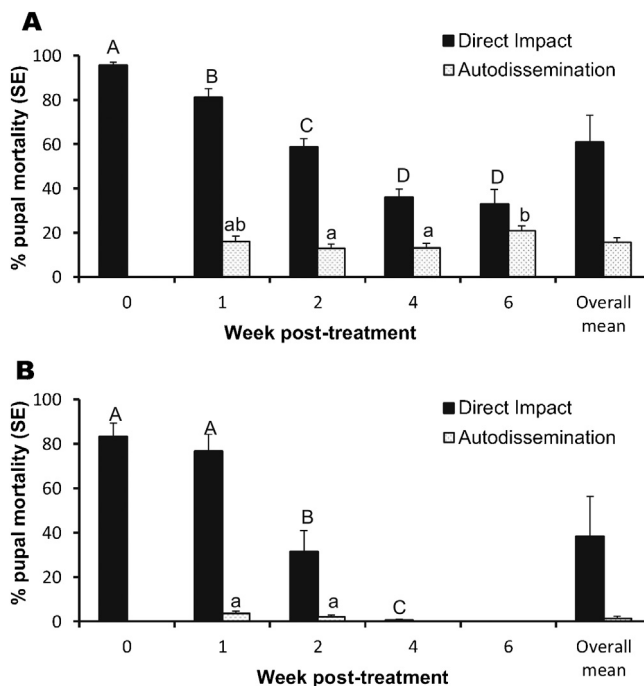 A
Direct Impact
Autodissemination
% pupal mortality (SE)
100
80
60
40
20
0
A
B
C
D
D
ab
a
a
b
0 1 2 4 6 Overall mean
Week post-treatment
B
Direct Impact
Autodissemination
% pupal mortality (SE)
100
80
60
40
20
0
A
A
B
C
a
a
0 1 2 4 6 Overall mean
Week post-treatment